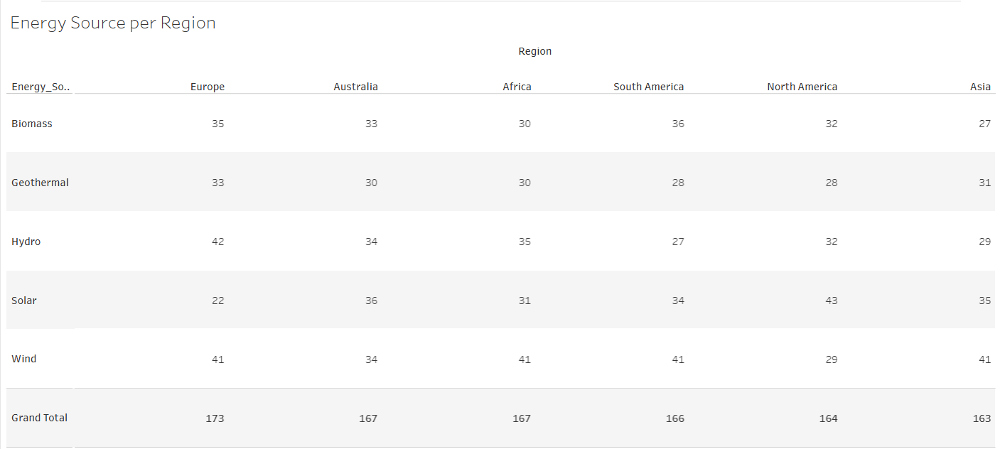 Energy Source per Region
Region
Energy_So.. Europe Australia Africa South America North America Asia
Biomass 35 33 30 36 32 27
Geothermal 33 30 30 28 28 31
Hydro 42 34 35 27 32 29
Solar 22 36 31 34 43 35
Wind 41 34 41 41 29 41
Grand Total 173 167 167 166 164 163